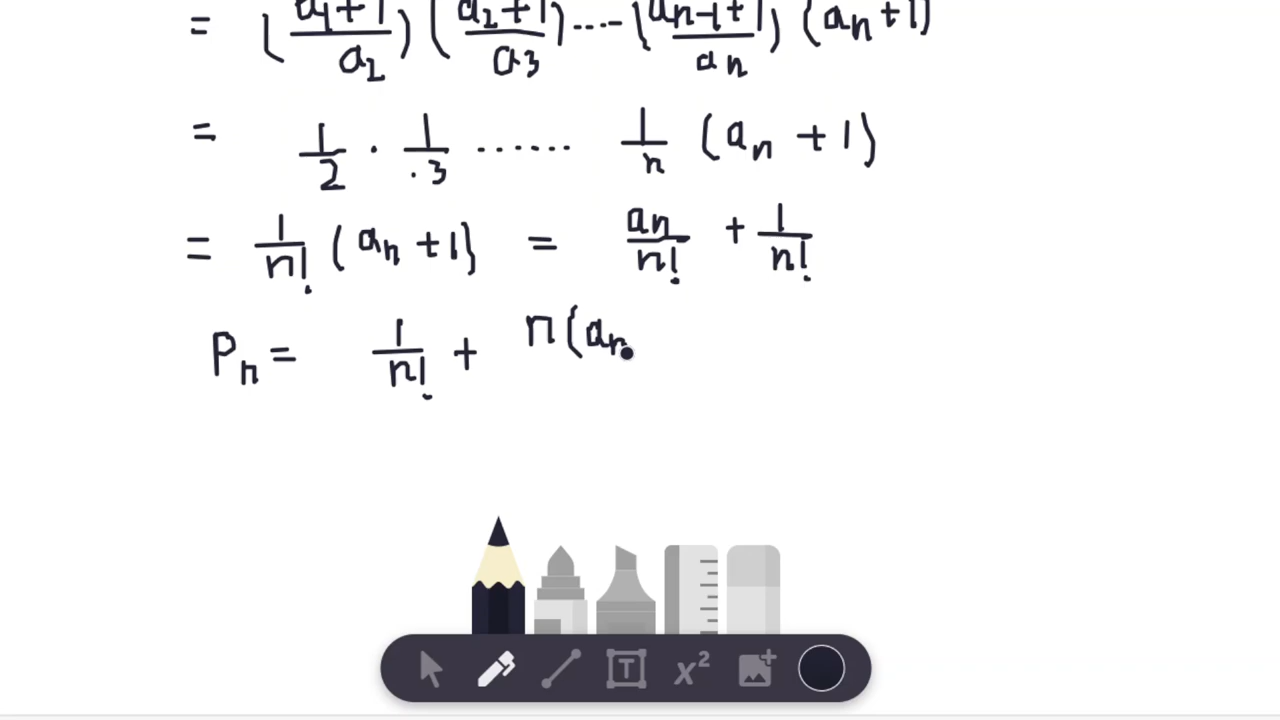 = (a1+1/a2) (a2+1/a3) .... (an-1+1/an) (an+1)
= 1/2 . 1/.3 ...... 1/n (an + 1)
= 1/n! (an +1) = an/n! + 1/n!
Pn = 1/n! + n(an
T
x²